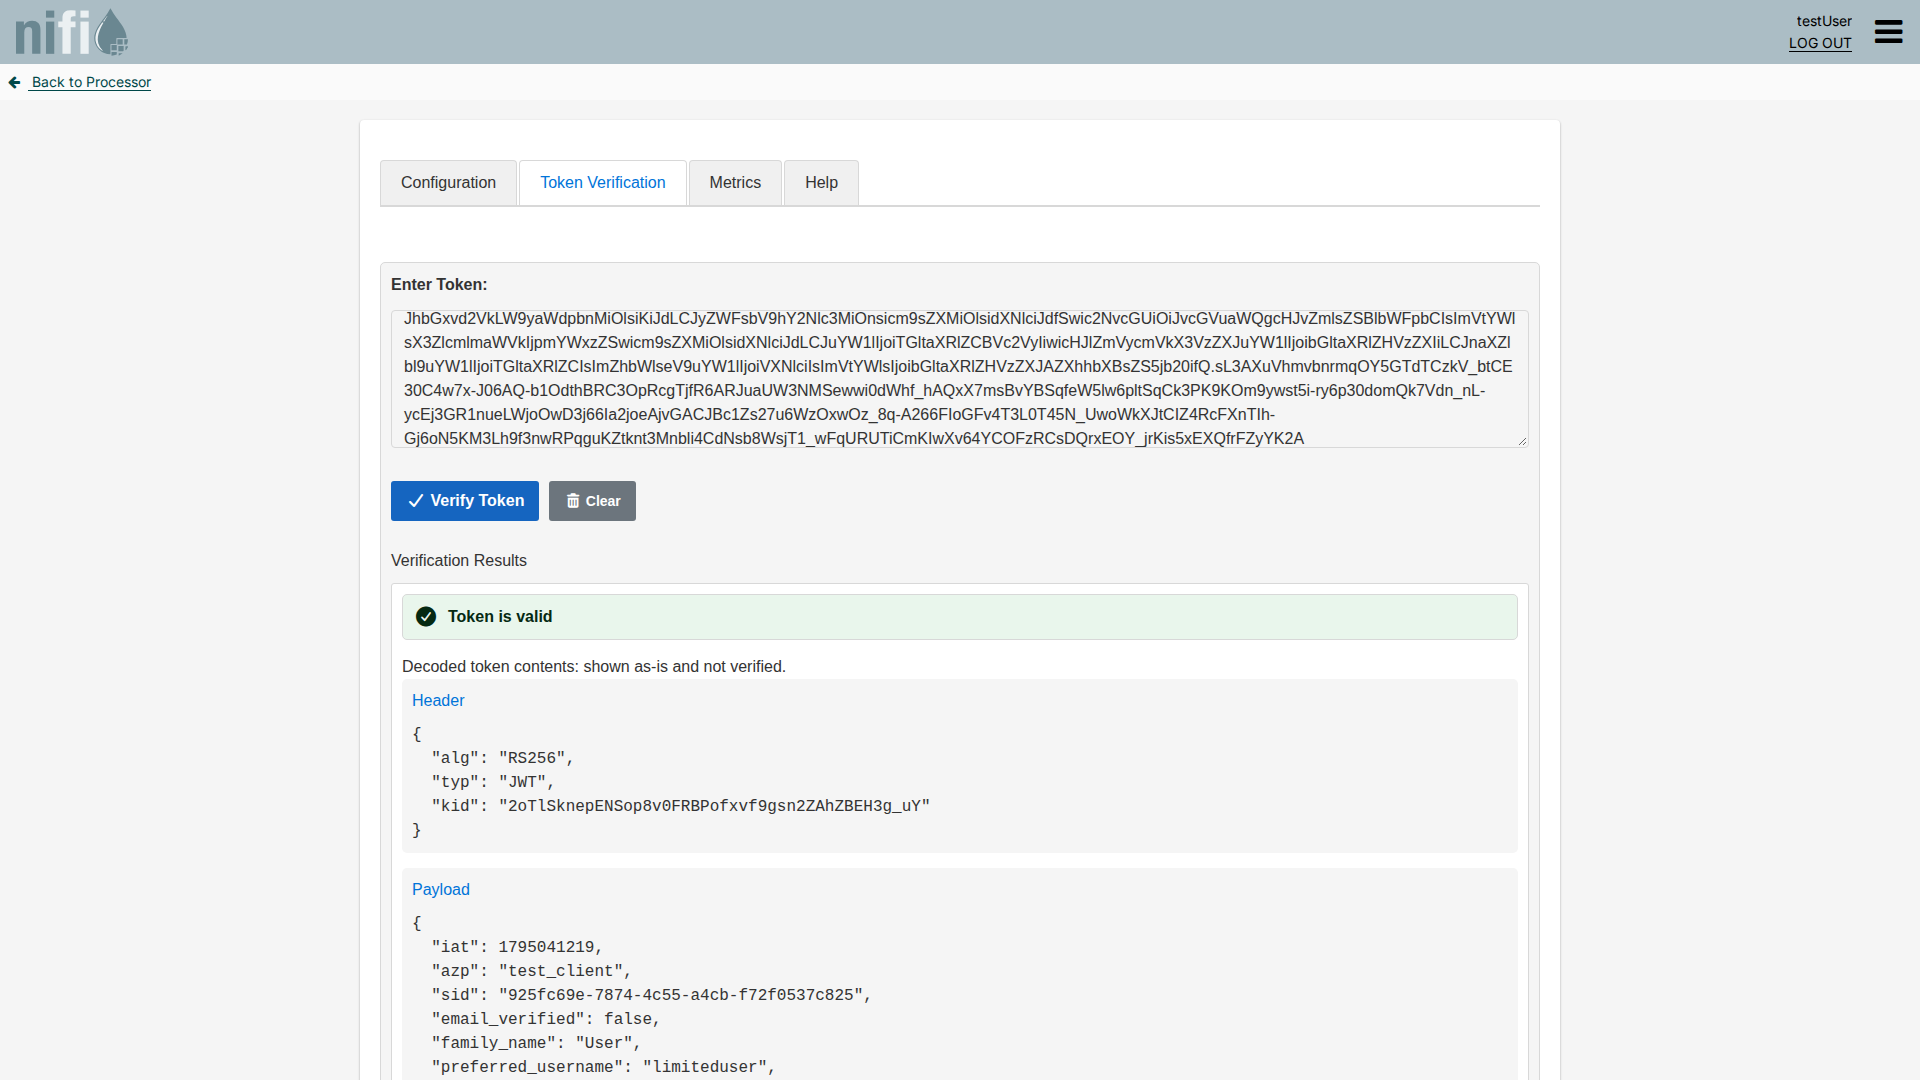 nifi
testUser
LOG OUT
Back to Processor
Configuration
Token Verification
Metrics
Help
Enter Token:
JhbGxvd2VkLW9yaWdpbnMiOlsiKiJdLCJyZWFsbV9hY2Nlc3MiOnsicm9sZXMiOlsidXNlciJdfSwic2NvcGUiOiJvcGVuaWQgcHJvZmlsZSBlbWFpbCIsImVtYWl
sX3ZlcmlmaWVkIjpmYWxzZSwicm9sZXMiOlsidXNlciJdLCJuYW1lIjoiTGltaXRlZCBVc2VyIiwicHJlZmVycmVkX3VzZXJuYW1lIjoibGltaXRlZHVzZXIiLCJnaXZl
bl9uYW1lIjoiTGltaXRlZCIsImZhbWlseV9uYW1lIjoiVXNlciIsImVtYWlsIjoibGltaXRlZHVzZXJAZXhhbXBsZS5jb20ifQ.sL3AXuVhmvbnrmqOY5GTdTCzkV_btCE
30C4w7x-J06AQ-b1OdthBRC3OpRcgTjfR6ARJuaUW3NMSewwi0dWhf_hAQxX7msBvYBSqfeW5lw6pltSqCk3PK9KOm9ywst5i-ry6p30domQk7Vdn_nL-
ycEj3GR1nueLWjoOwD3j66Ia2joeAjvGACJBc1Zs27u6WzOxwOz_8q-A266FIoGFv4T3L0T45N_UwoWkXJtCIZ4RcFXnTIh-
Gj6oN5KM3Lh9f3nwRPqguKZtknt3Mnbli4CdNsb8WsjT1_wFqURUTiCmKIwXv64YCOFzRCsDQrxEOY_jrKis5xEXQfrFZyYK2A
Verify Token
Clear
Verification Results
Token is valid
Decoded token contents: shown as-is and not verified.
Header
{
"alg": "RS256",
"typ": "JWT",
"kid": "2oTlSknepENSop8v0FRBPofxvf9gsn2ZAhZBEH3g_uY"
}
Payload
{
"iat": 1795041219,
"azp": "test_client",
"sid": "925fc69e-7874-4c55-a4cb-f72f0537c825",
"email_verified": false,
"family_name": "User",
"preferred_username": "limiteduser",